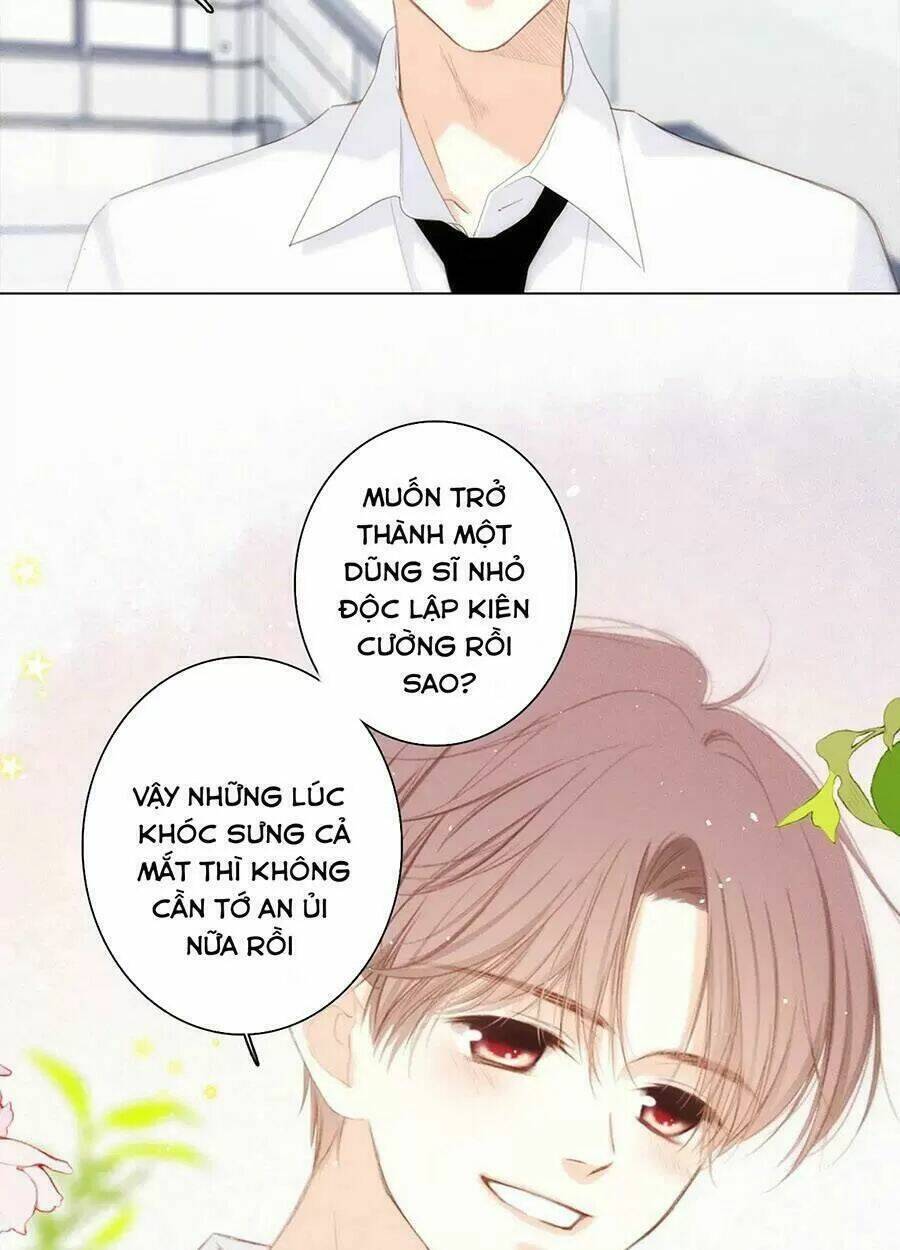 MUỐN TRỞ
THÀNH MỘT
DŨNG SĨ NHỎ
ĐỘC LẬP KIÊN
CƯỜNG RỒI
SAO?
VẬY NHỮNG LÚC
KHÓC SƯNG CẢ
MẮT THÌ KHÔNG
CẦN TỚ AN ỦI
NỮA RỒI